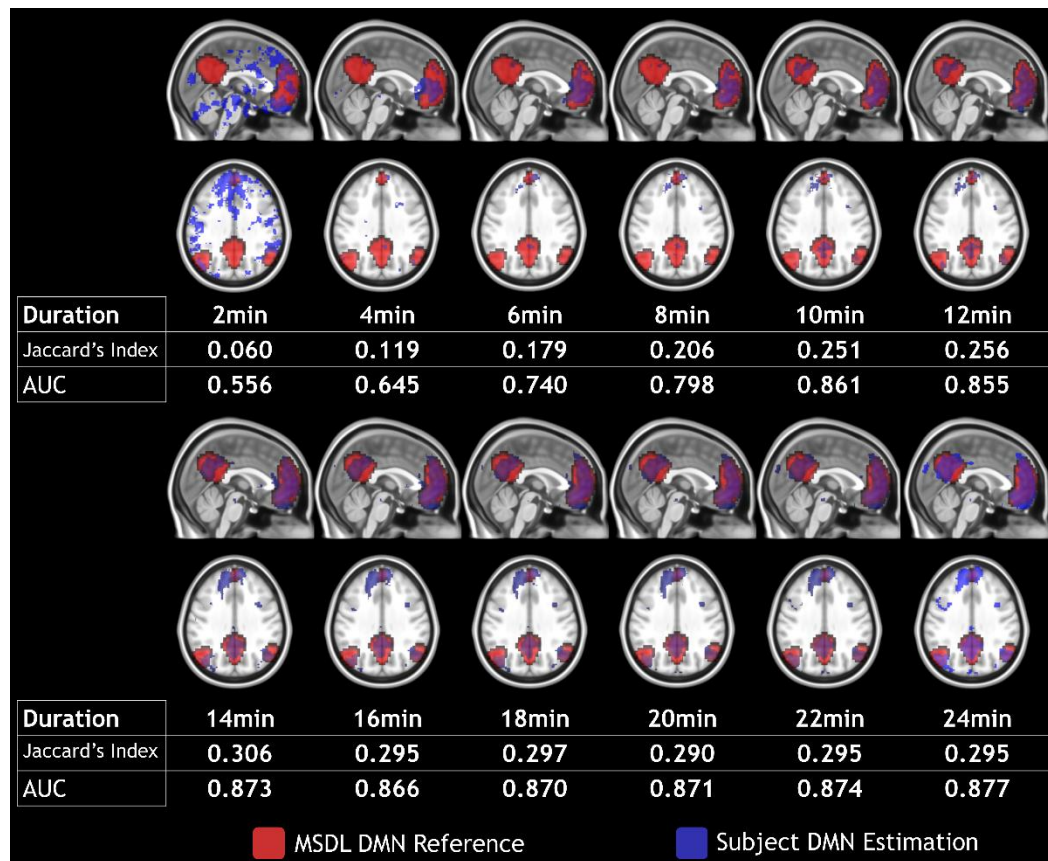 Duration 2min 4min 6min 8min 10min 12min
Jaccard's Index 0.060 0.119 0.179 0.206 0.251 0.256
AUC 0.556 0.645 0.740 0.798 0.861 0.855
Duration 14min 16min 18min 20min 22min 24min
Jaccard's Index 0.306 0.295 0.297 0.290 0.295 0.295
AUC 0.873 0.866 0.870 0.871 0.874 0.877
MSDL DMN Reference Subject DMN Estimation